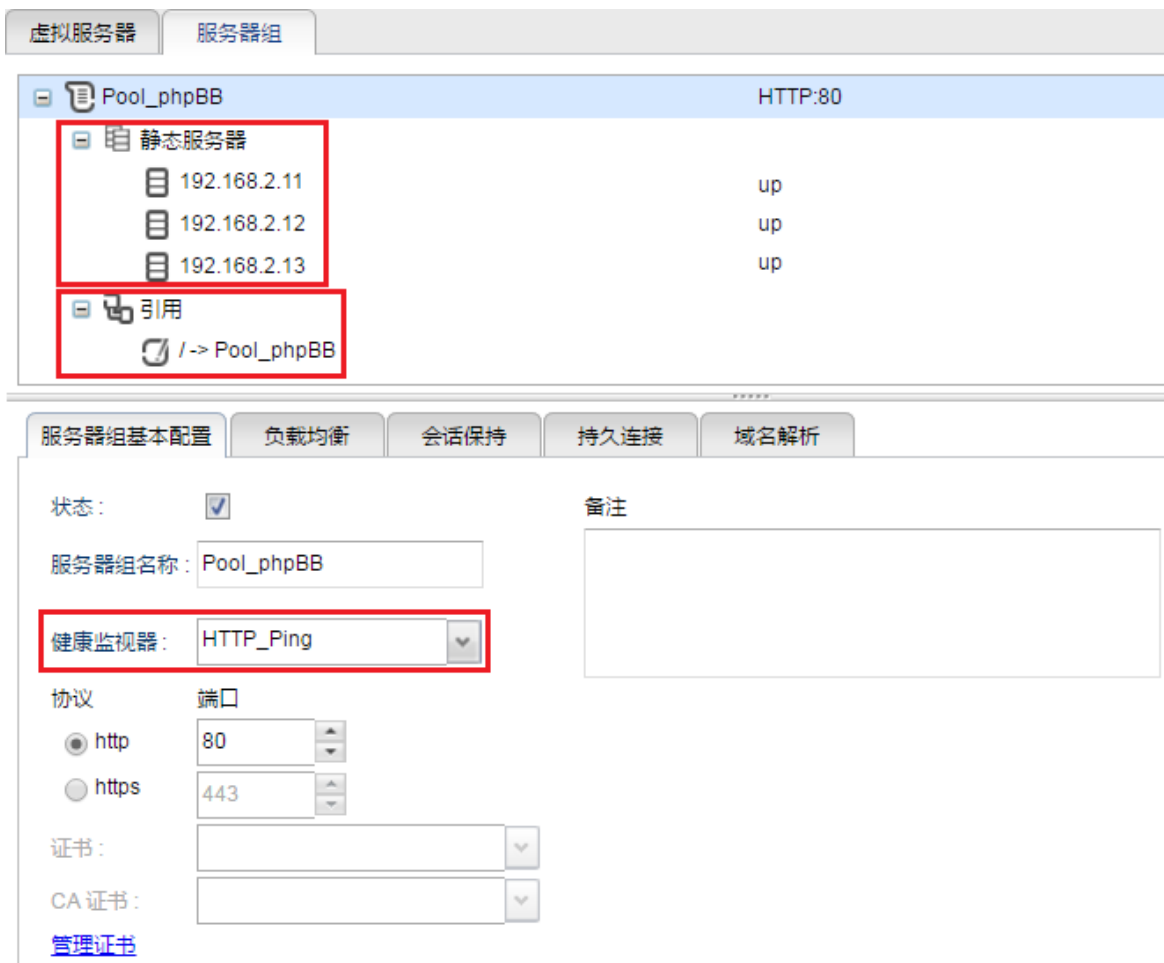 虚拟服务器 服务器组
Pool_phpBB HTTP:80
静态服务器
192.168.2.11 up
192.168.2.12 up
192.168.2.13 up
引用
/ -> Pool_phpBB
服务器组基本配置 负载均衡 会话保持 持久连接 域名解析
状态 : 备注
服务器组名称 : Pool_phpBB
健康监视器 : HTTP_Ping
协议 端口
http 80
https 443
证书 :
CA 证书 :
管理证书